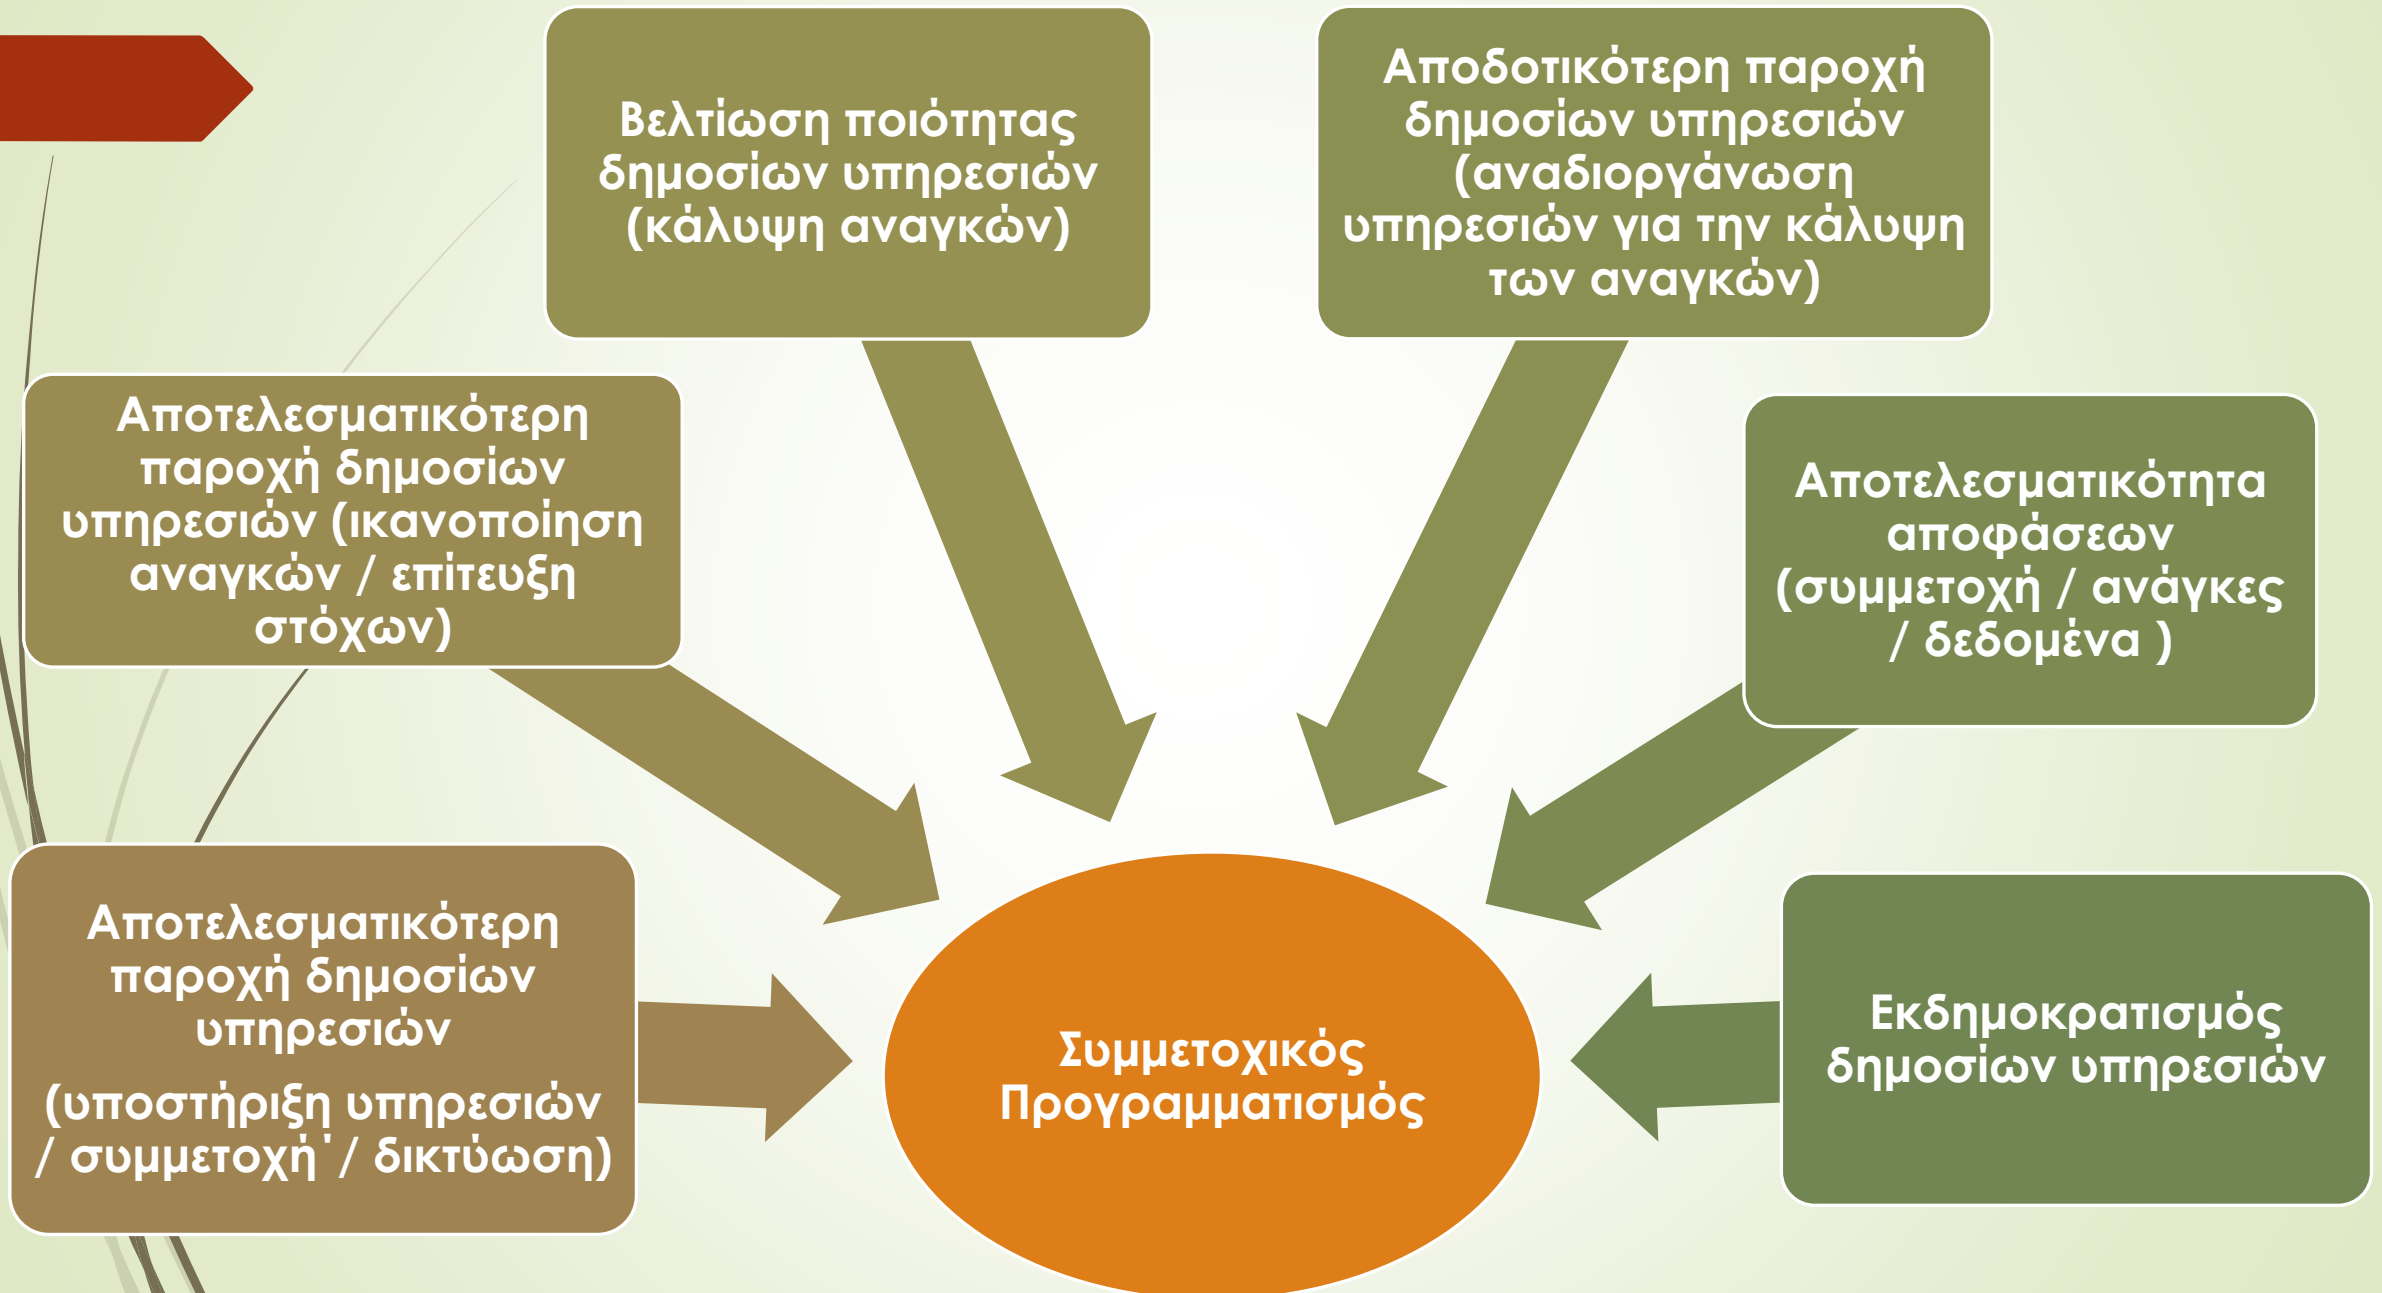 Βελτίωση ποιότητας
δημοσίων υπηρεσιών
(κάλυψη αναγκών)
Αποδοτικότερη παροχή
δημοσίων υπηρεσιών
(αναδιοργάνωση
υπηρεσιών για την κάλυψη
των αναγκών)
Αποτελεσματικότερη
παροχή δημοσίων
υπηρεσιών (ικανοποίηση
αναγκών / επίτευξη
στόχων)
Αποτελεσματικότητα
αποφάσεων
(συμμετοχή / ανάγκες
/ δεδομένα )
Αποτελεσματικότερη
παροχή δημοσίων
υπηρεσιών
(υποστήριξη υπηρεσιών
/ συμμετοχή΄/ δικτύωση)
Συμμετοχικός
Προγραμματισμός
Εκδημοκρατισμός
δημοσίων υπηρεσιών